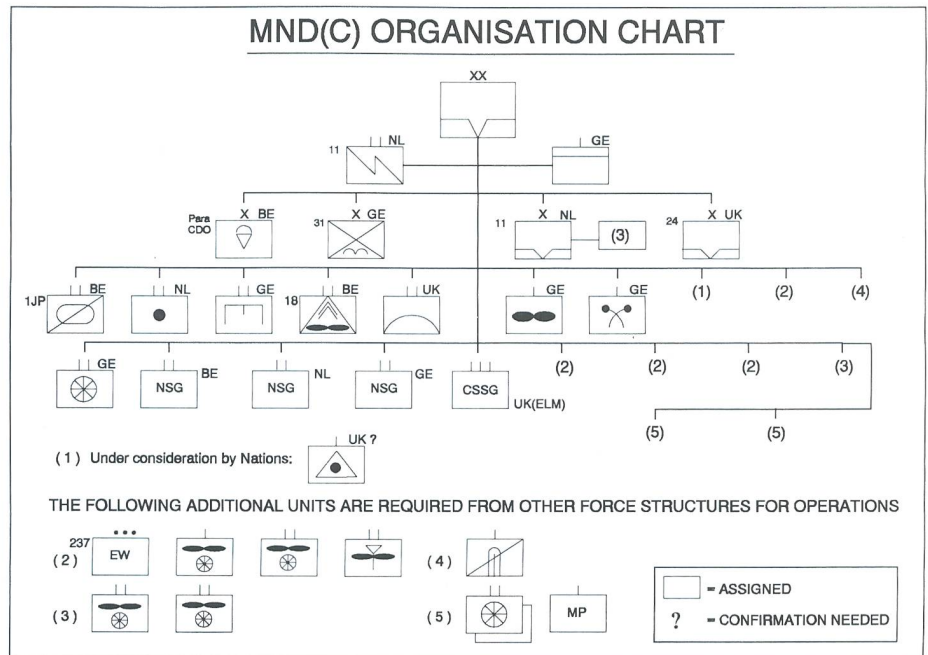 MND(C) ORGANISATION CHART
XX
11 NL
GE
Para CDO X BE
31 X GE
11 X NL
(3)
24 X UK
1JP BE
NL
GE
18 BE
UK
GE
GE
(1)
(2)
(4)
GE
NSG BE
NSG NL
NSG GE
CSSG UK(ELM)
(2)
(2)
(2)
(3)
(5)
(5)
(1) Under consideration by Nations:
UK ?
THE FOLLOWING ADDITIONAL UNITS ARE REQUIRED FROM OTHER FORCE STRUCTURES FOR OPERATIONS
(2) 237 EW
(4)
(3)
(5)
MP
= ASSIGNED
? = CONFIRMATION NEEDED